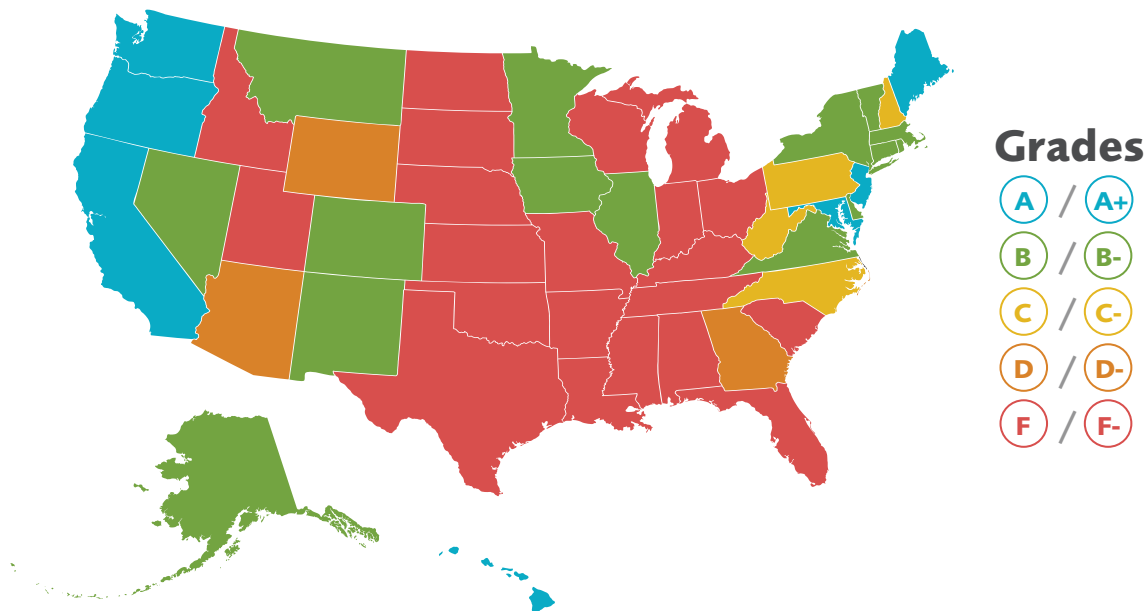 Grades
A / A+
B / B-
C / C-
D / D-
F / F-